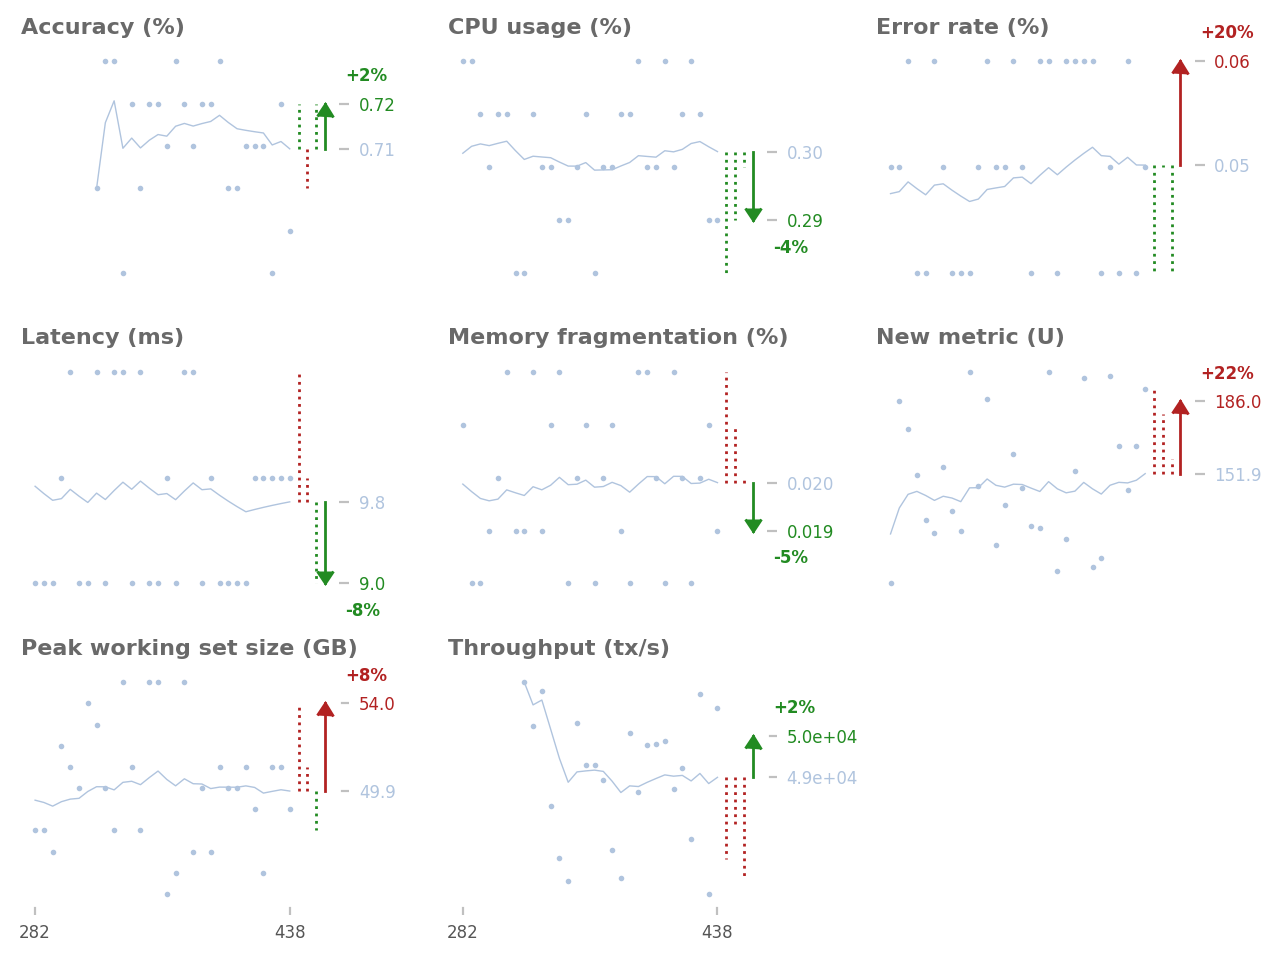 Accuracy (%)
+2%
0.72
0.71
CPU usage (%)
0.30
0.29
-4%
Error rate (%)
+20%
0.06
0.05
Latency (ms)
9.8
9.0
-8%
Memory fragmentation (%)
0.020
0.019
-5%
New metric (U)
+22%
186.0
151.9
Peak working set size (GB)
+8%
54.0
49.9
282
438
Throughput (tx/s)
+2%
5.0e+04
4.9e+04
282
438